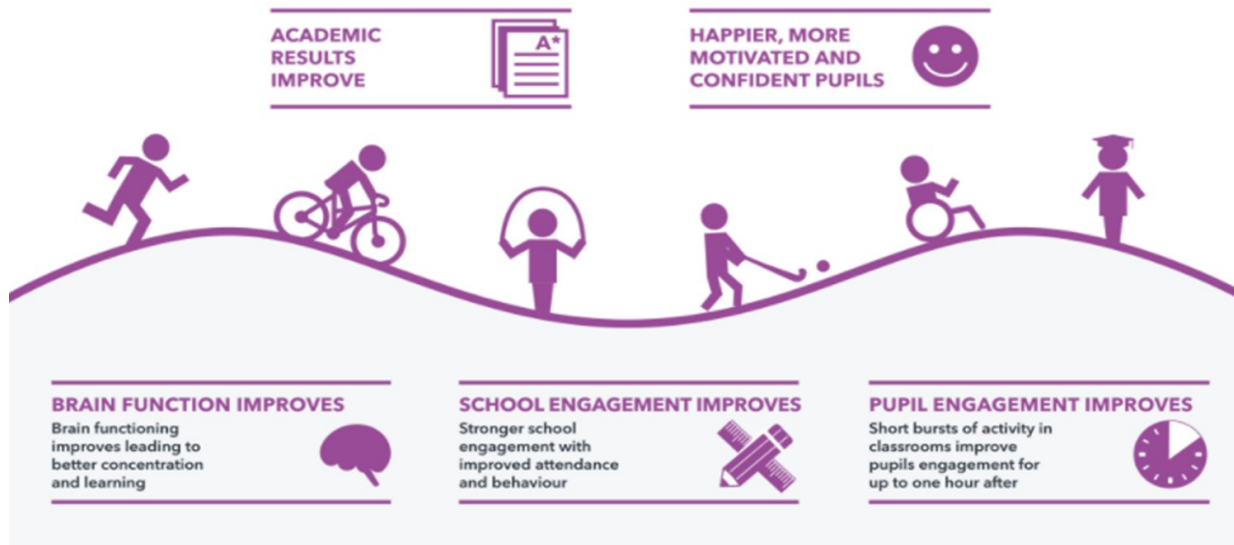 ACADEMIC
RESULTS
IMPROVE
A*
HAPPIER, MORE
MOTIVATED AND
CONFIDENT PUPILS
BRAIN FUNCTION IMPROVES
Brain functioning
improves leading to
better concentration
and learning
SCHOOL ENGAGEMENT IMPROVES
Stronger school
engagement with
improved attendance
and behaviour
PUPIL ENGAGEMENT IMPROVES
Short bursts of activity in
classrooms improve
pupils engagement for
up to one hour after